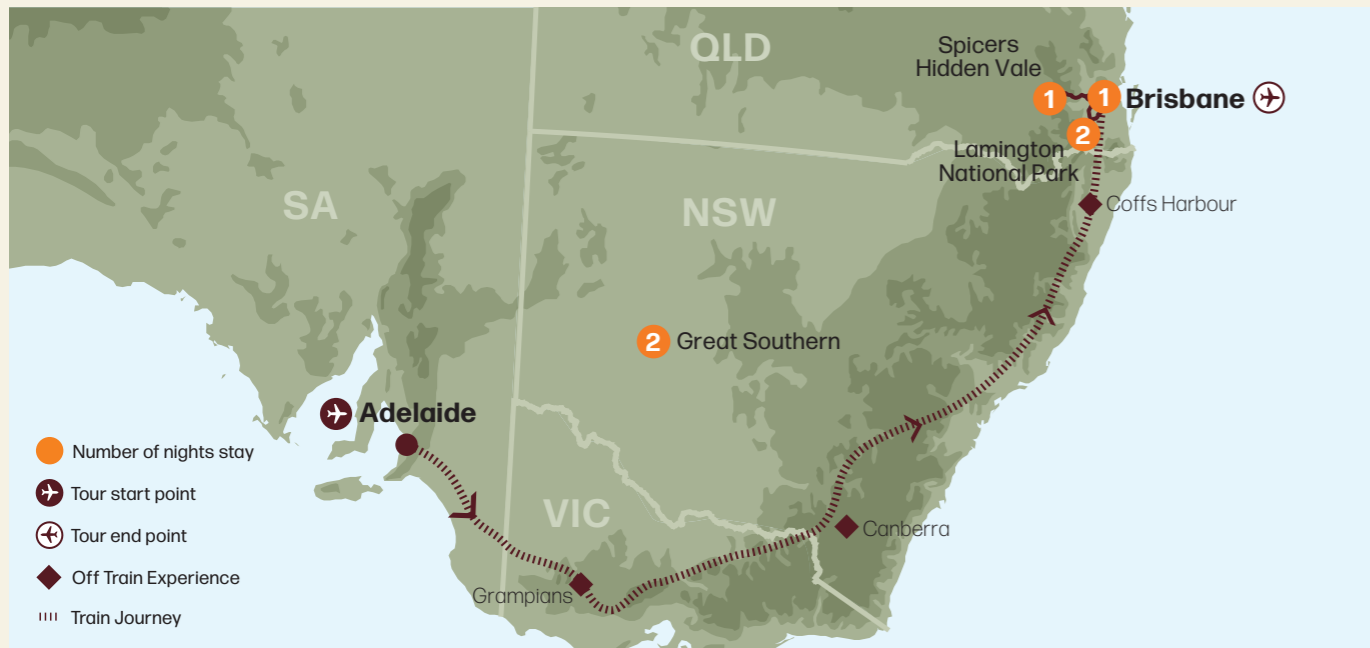 QLD
Spicers
Hidden Vale
1
1
Brisbane
2
Lamington
National Park
SA
NSW
Coffs Harbour
2
Great Southern
Adelaide
Number of nights stay
Tour start point
VIC
Tour end point
Canberra
Off Train Experience
Grampians
Train Journey